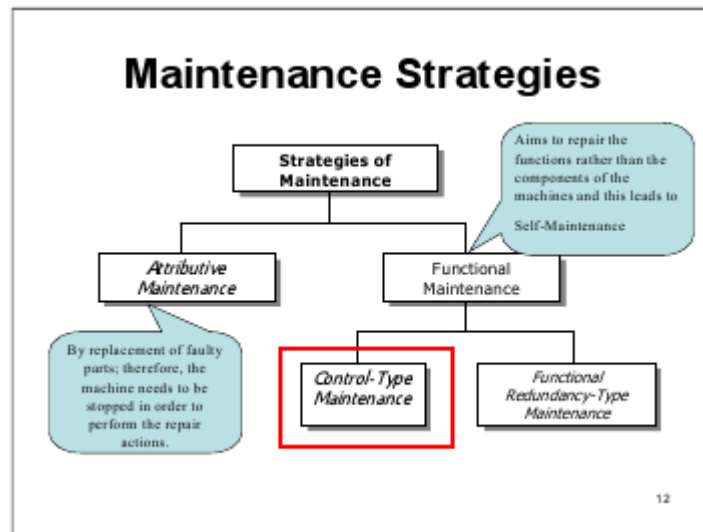 Maintenance Strategies
Aims to repair the
functions rather than the
components of the
machines and this leads to
Self-Maintenance
Strategies of
Maintenance
Attributive
Maintenance
Functional
Maintenance
By replacement of faulty
parts; therefore, the
machine needs to be
stopped in order to
perform the repair
actions.
Control-Type
Maintenance
Functional
Redundancy-Type
Maintenance
12